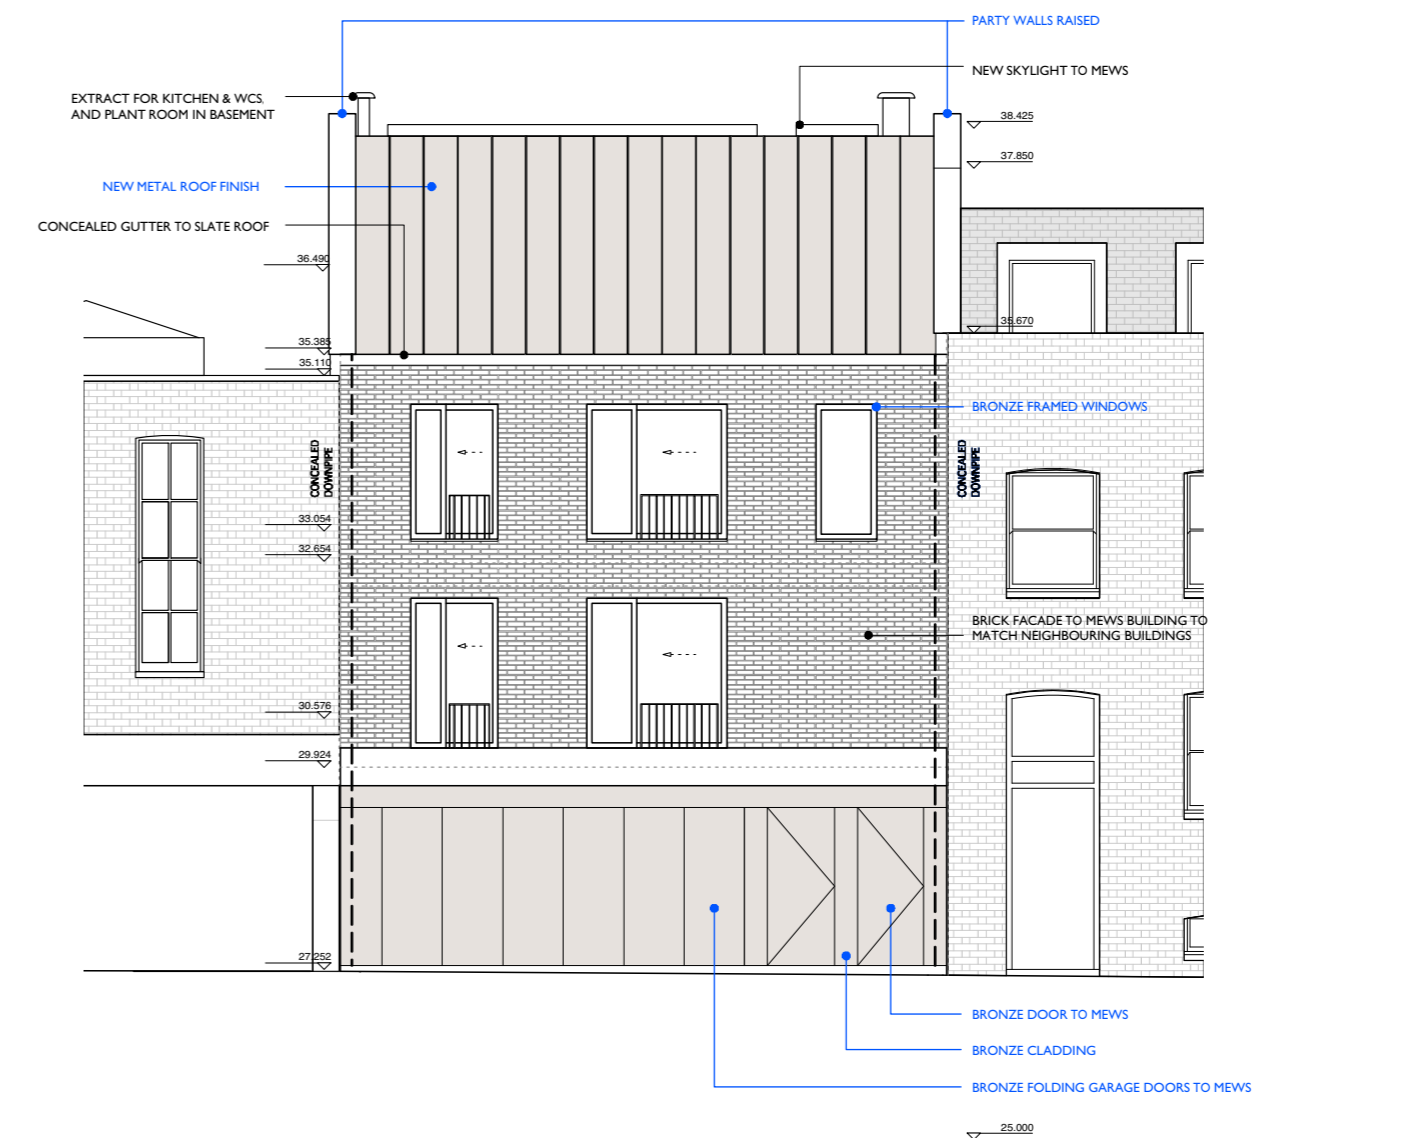 PARTY WALLS RAISED
NEW SKYLIGHT TO MEWS
EXTRACT FOR KITCHEN & WCS,
AND PLANT ROOM IN BASEMENT
38.425
37.850
NEW METAL ROOF FINISH
CONCEALED GUTTER TO SLATE ROOF
36.490
35.670
35.385
35.110
BRONZE FRAMED WINDOWS
CONCEALED
DOWNPIPE
CONCEALED
DOWNPIPE
33.054
32.654
BRICK FACADE TO MEWS BUILDING TO
MATCH NEIGHBOURING BUILDINGS
30.576
29.924
27.252
BRONZE DOOR TO MEWS
BRONZE CLADDING
BRONZE FOLDING GARAGE DOORS TO MEWS
25.000